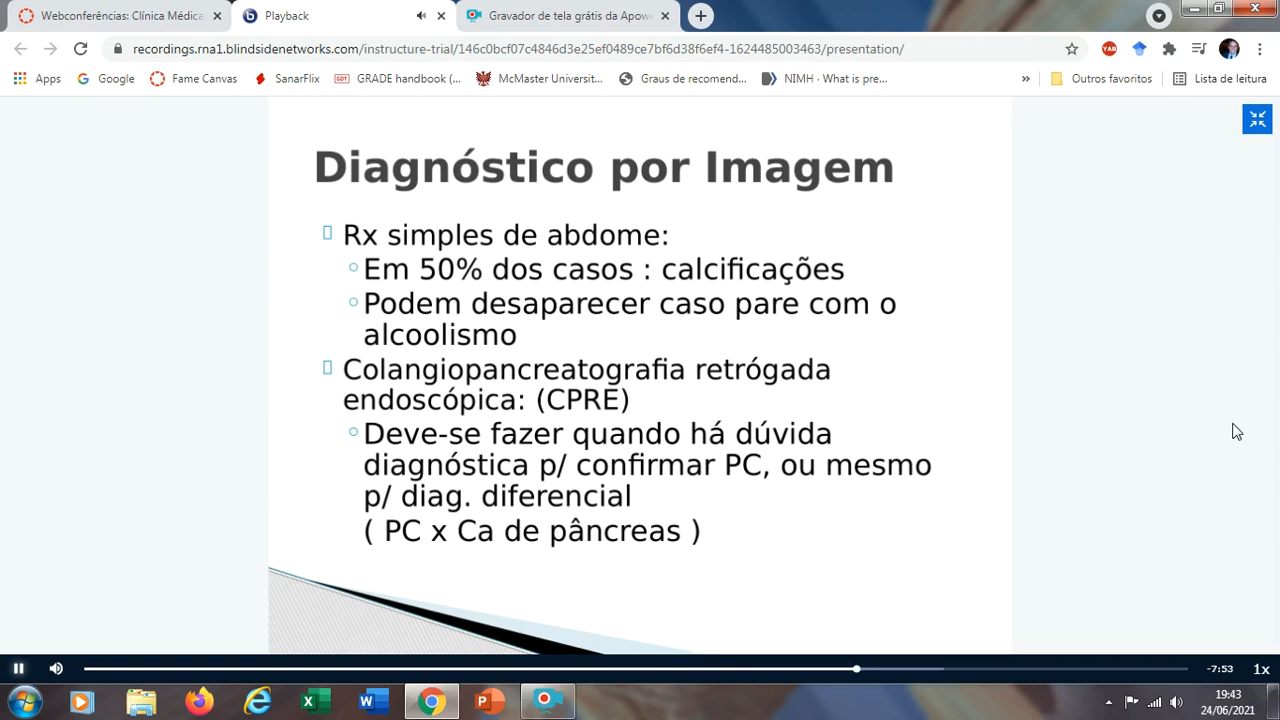 Webconferências: Clínica Médica
Playback
Gravador de tela grátis da Apowe
recordings.rna1.blindsidenetworks.com/instructure-trial/146c0bcf07c4846d3e25ef0489ce7bf6d38f6ef4-1624485003463/presentation/
YAB
Apps
Google
Fame Canvas
SanarFlix
GDT
GRADE handbook (...
McMaster Universit...
Graus de recomend...
NIMH · What is pre...
»
Outros favoritos
Lista de leitura
Diagnóstico por Imagem
Rx simples de abdome:
Em 50% dos casos : calcificações
Podem desaparecer caso pare com o
alcoolismo
Colangiopancreatografia retrógada
endoscópica: (CPRE)
Deve-se fazer quando há dúvida
diagnóstica p/ confirmar PC, ou mesmo
p/ diag. diferencial
( PC x Ca de pâncreas )
-7:53
1x
19:43
24/06/2021